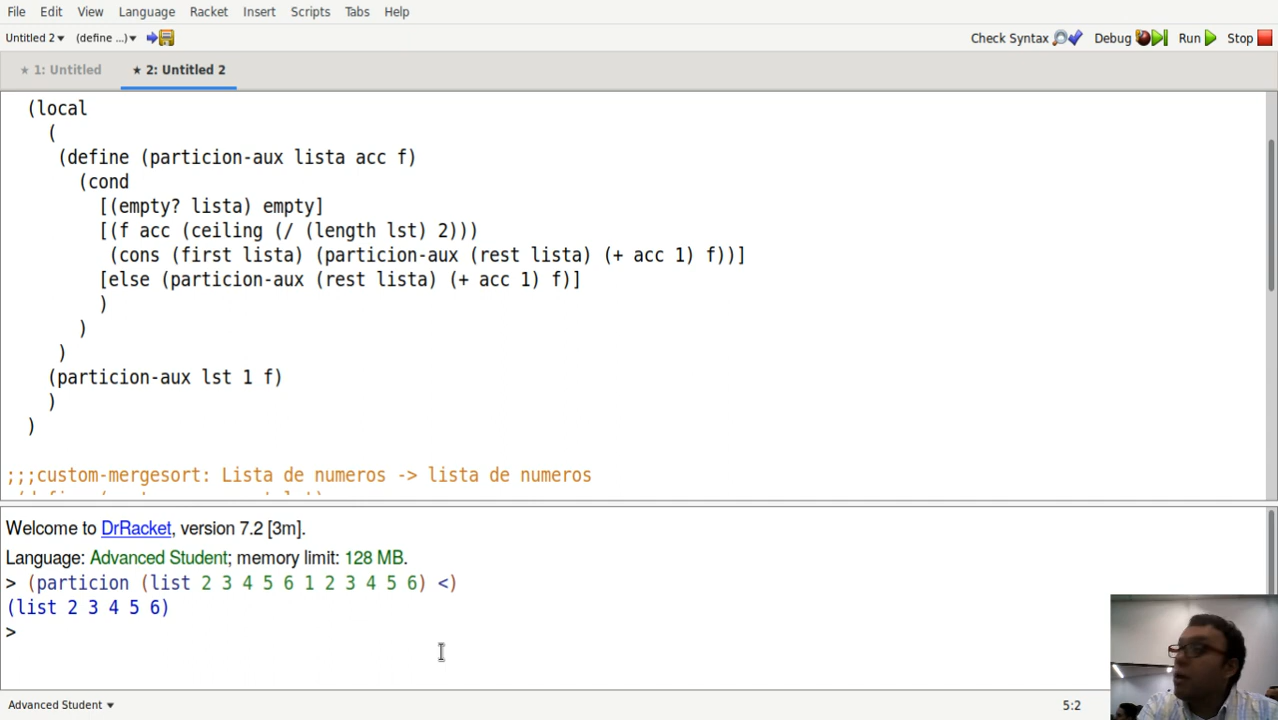 File Edit View Language Racket Insert Scripts Tabs Help
Untitled 2 (define ...) Check Syntax Debug Run Stop
★ 1: Untitled ★ 2: Untitled 2
(local
(
(define (particion-aux lista acc f)
(cond
[(empty? lista) empty]
[(f acc (ceiling (/ (length lst) 2)))
(cons (first lista) (particion-aux (rest lista) (+ acc 1) f))]
[else (particion-aux (rest lista) (+ acc 1) f)]
)
)
)
(particion-aux lst 1 f)
)
)
;;;custom-mergesort: Lista de numeros -> lista de numeros
Welcome to DrRacket, version 7.2 [3m].
Language: Advanced Student; memory limit: 128 MB.
> (particion (list 2 3 4 5 6 1 2 3 4 5 6) <)
(list 2 3 4 5 6)
>
Advanced Student 5:2